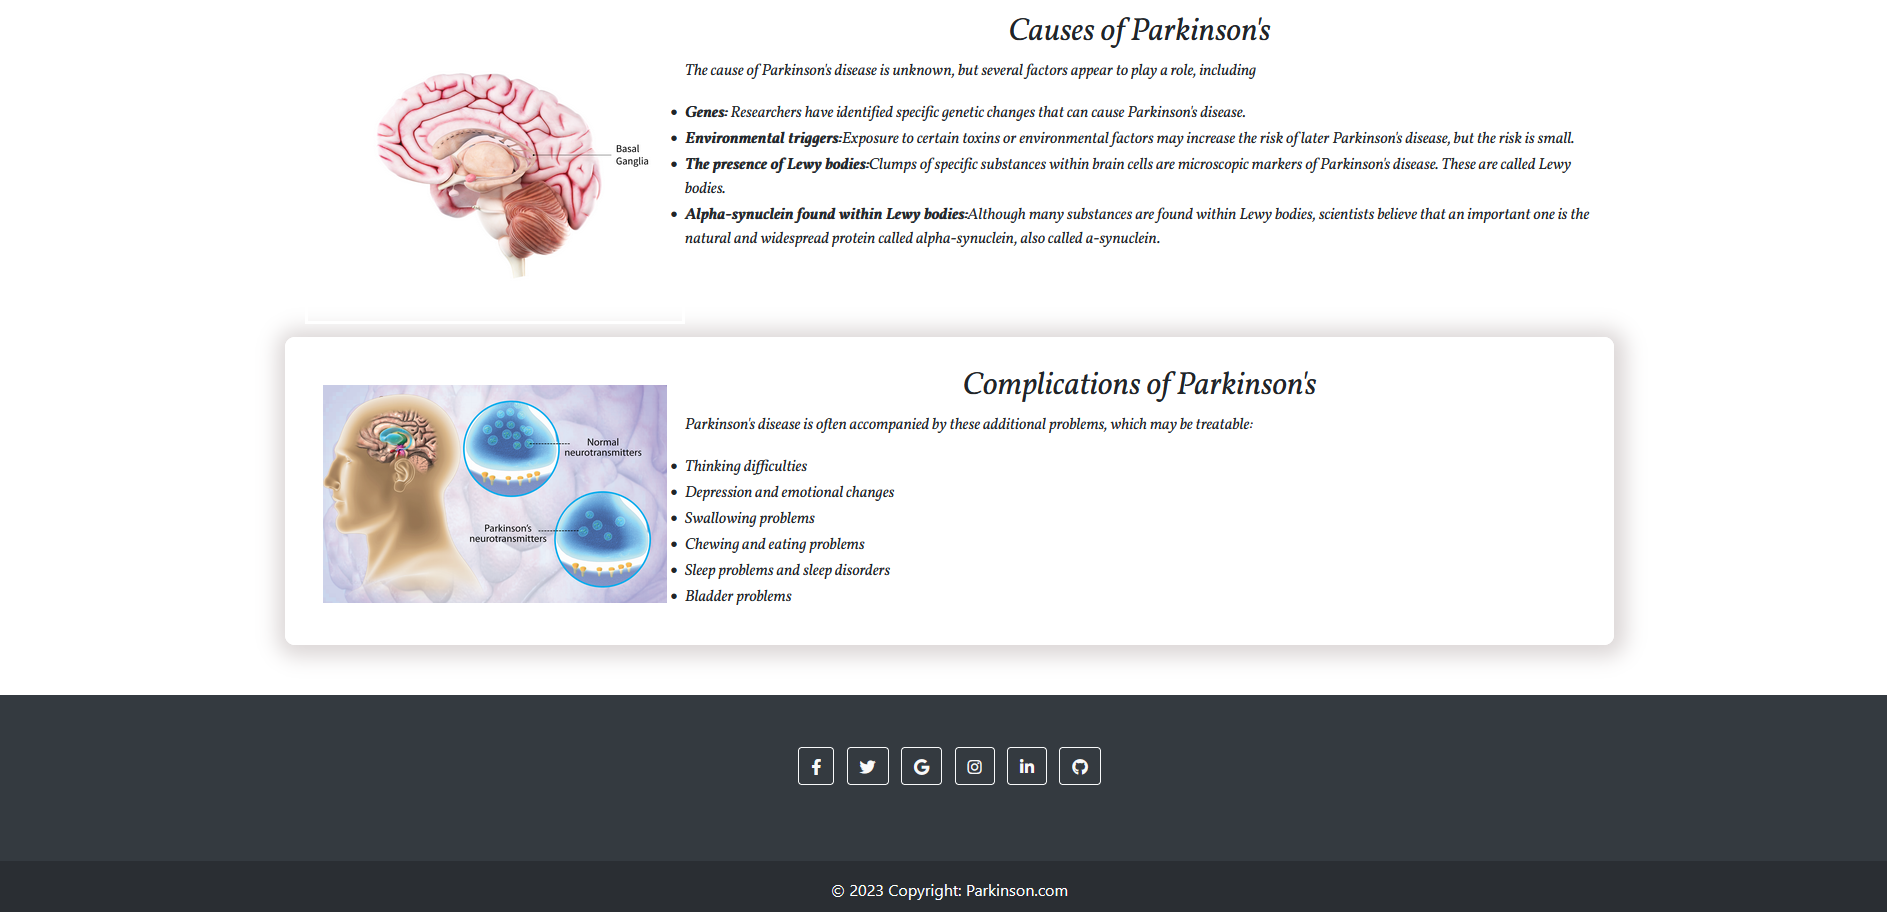 Causes of Parkinson's
The cause of Parkinson's disease is unknown, but several factors appear to play a role, including
• Genes: Researchers have identified specific genetic changes that can cause Parkinson's disease.
• Environmental triggers:Exposure to certain toxins or environmental factors may increase the risk of later Parkinson's disease, but the risk is small.
• The presence of Lewy bodies:Clumps of specific substances within brain cells are microscopic markers of Parkinson's disease. These are called Lewy
bodies.
• Alpha-synuclein found within Lewy bodies:Although many substances are found within Lewy bodies, scientists believe that an important one is the
natural and widespread protein called alpha-synuclein, also called a-synuclein.
Basal
Ganglia
Complications of Parkinson's
Parkinson's disease is often accompanied by these additional problems, which may be treatable:
• Thinking difficulties
• Depression and emotional changes
• Swallowing problems
• Chewing and eating problems
• Sleep problems and sleep disorders
• Bladder problems
Normal
neurotransmitters
Parkinson's
neurotransmitters
© 2023 Copyright: Parkinson.com